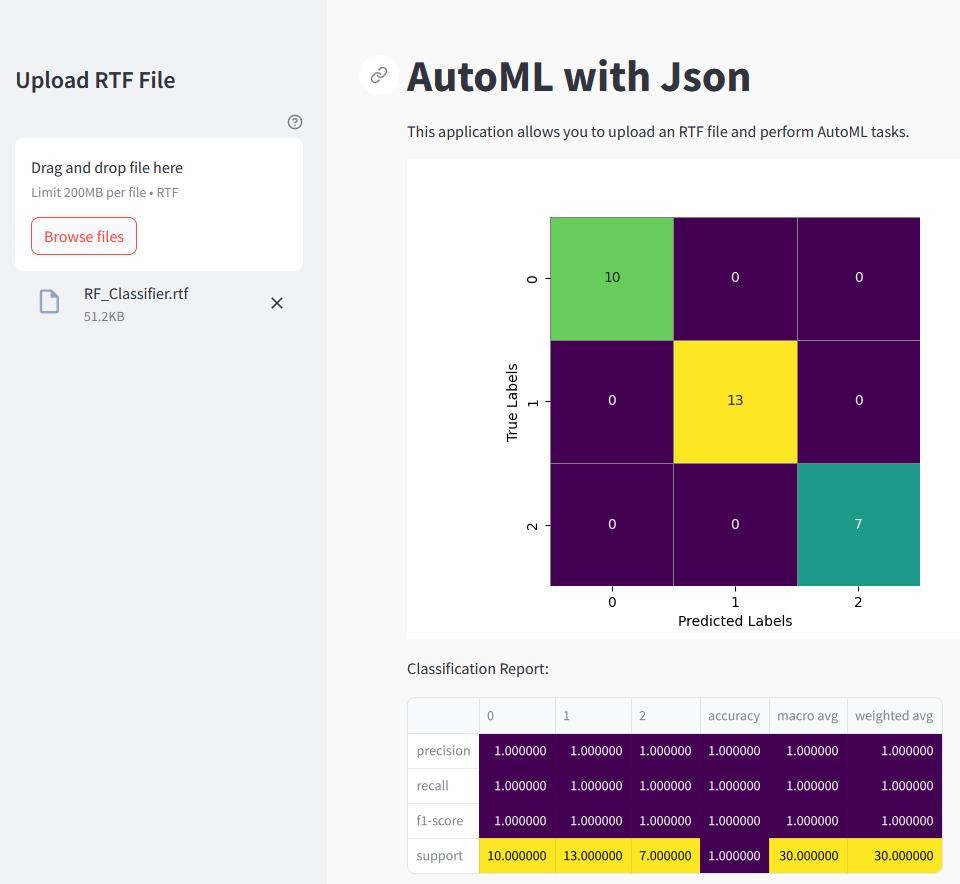 Upload RTF File
Drag and drop file here
Limit 200MB per file • RTF
Browse files
RF_Classifier.rtf
51.2KB
AutoML with Json
This application allows you to upload an RTF file and perform AutoML tasks.
True Labels
0 10 0 0
1 0 13 0
2 0 0 7
0 1 2
Predicted Labels
Classification Report:
0 1 2 accuracy macro avg weighted avg
precision 1.000000 1.000000 1.000000 1.000000 1.000000 1.000000
recall 1.000000 1.000000 1.000000 1.000000 1.000000 1.000000
f1-score 1.000000 1.000000 1.000000 1.000000 1.000000 1.000000
support 10.000000 13.000000 7.000000 1.000000 30.000000 30.000000